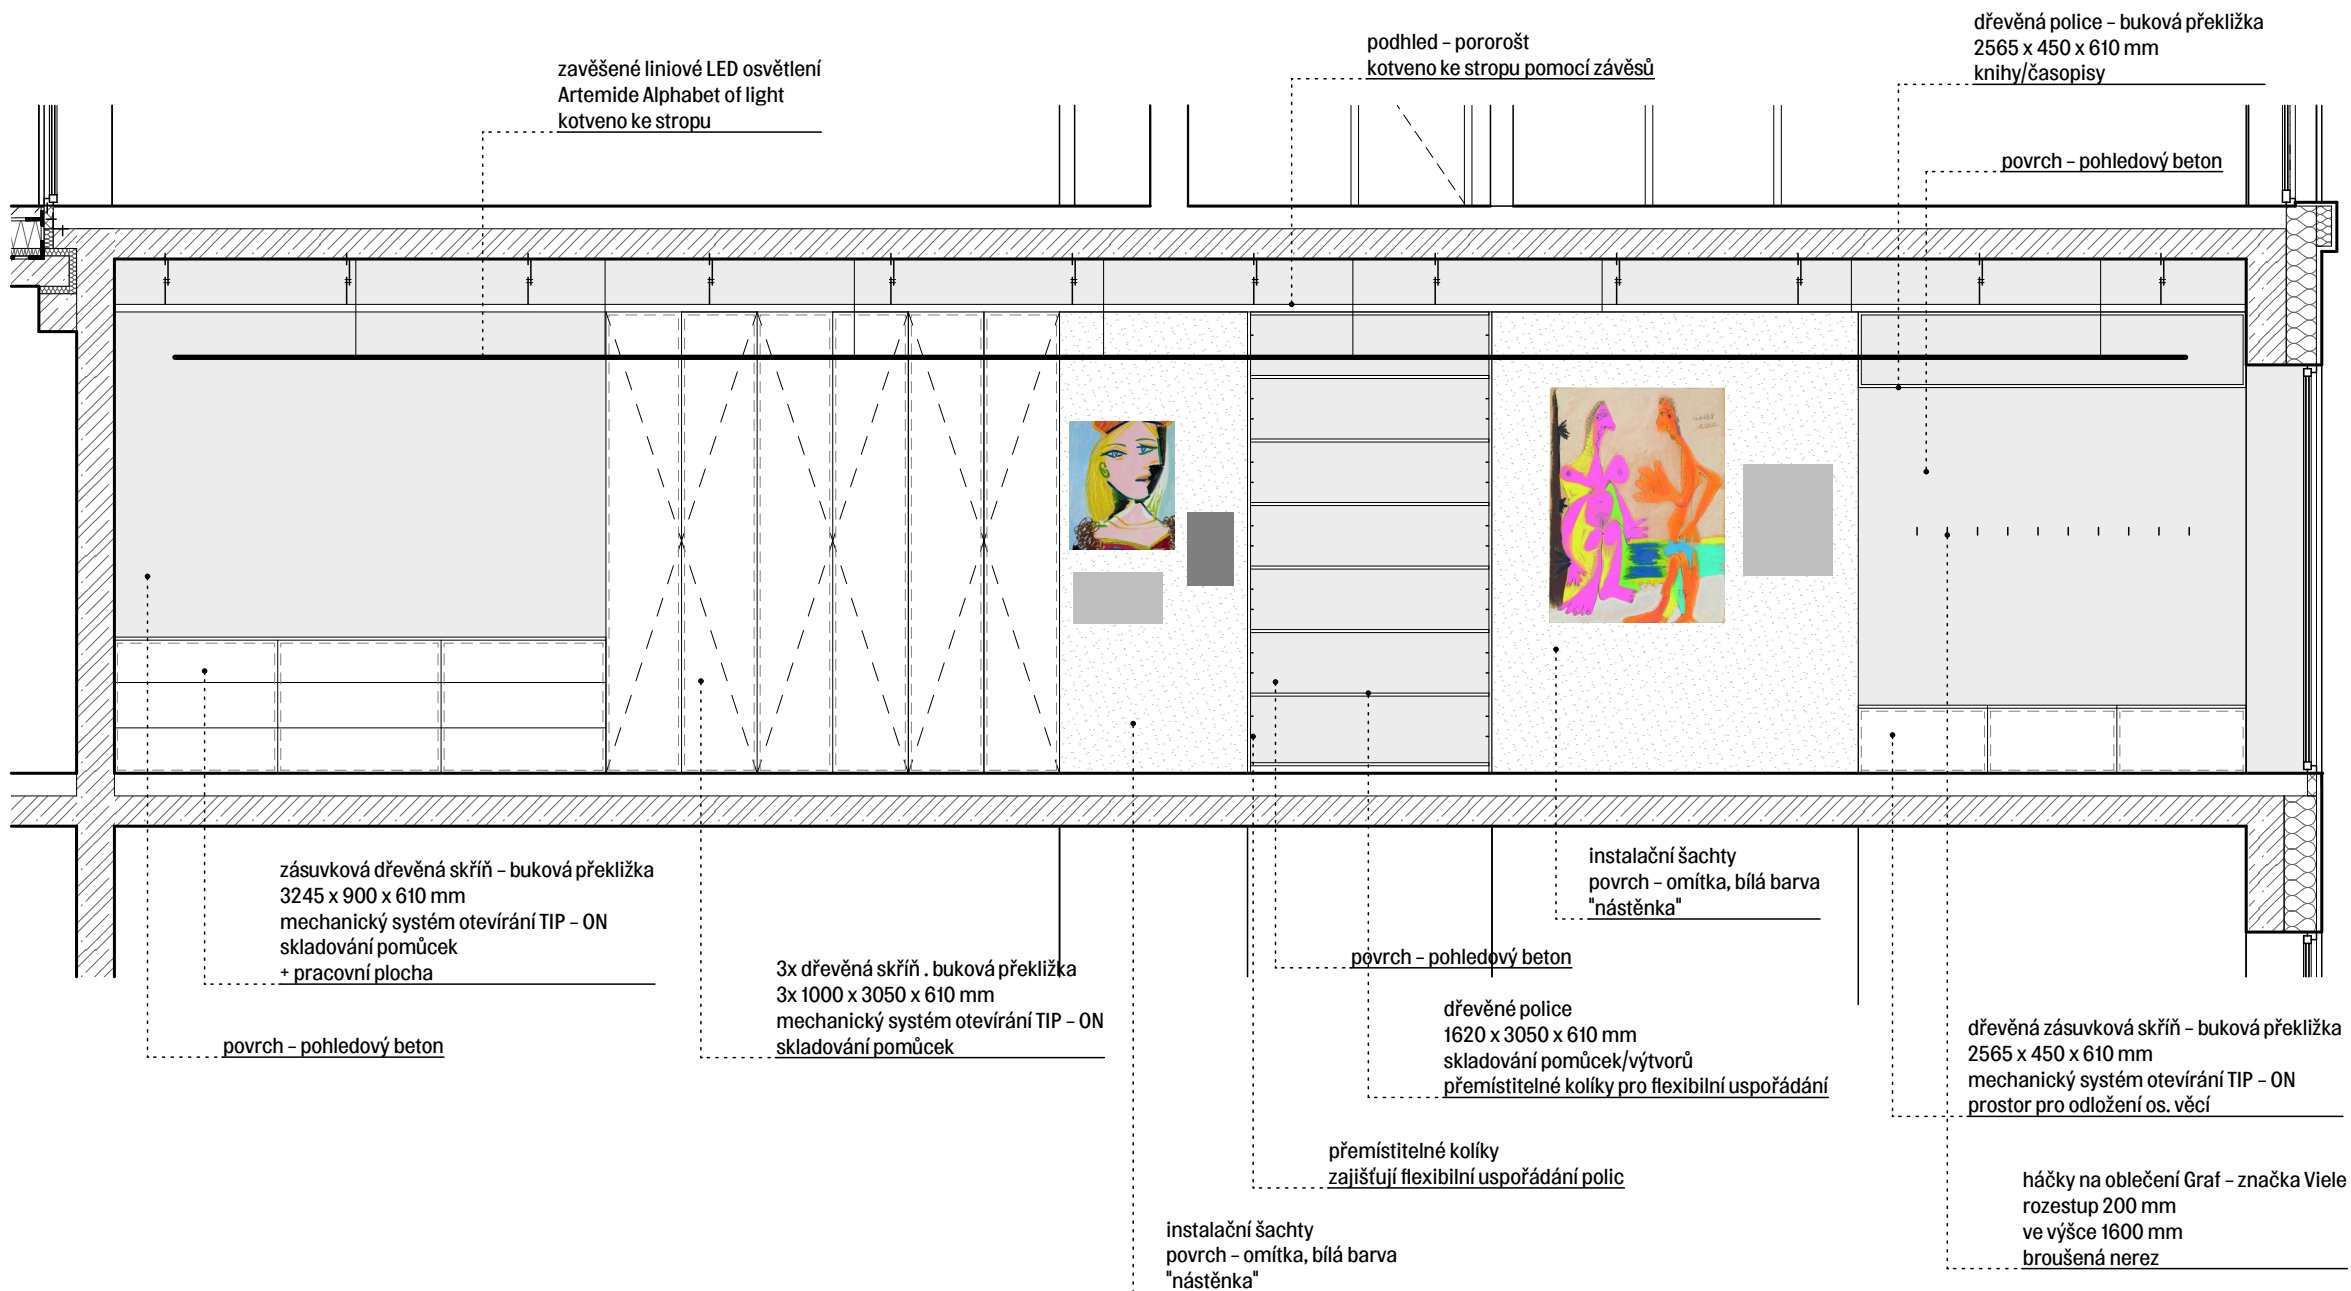 dřevěná police – buková překližka
2565 x 450 x 610 mm
knihy/časopisy
podhled – pororošt
kotveno ke stropu pomocí závěsů
zavěšené liniové LED osvětlení
Artemide Alphabet of light
kotveno ke stropu
povrch – pohledový beton
zásuvková dřevěná skříň – buková překližka
3245 x 900 x 610 mm
mechanický systém otevírání TIP – ON
skladování pomůcek
+ pracovní plocha
povrch – pohledový beton
3x dřevěná skříň . buková překližka
3x 1000 x 3050 x 610 mm
mechanický systém otevírání TIP – ON
skladování pomůcek
instalační šachty
povrch – omítka, bílá barva
"nástěnka"
povrch – pohledový beton
dřevěné police
1620 x 3050 x 610 mm
skladování pomůcek/výtvorů
přemístitelné kolíky pro flexibilní uspořádání
přemístitelné kolíky
zajišťují flexibilní uspořádání polic
instalační šachty
povrch – omítka, bílá barva
"nástěnka"
dřevěná zásuvková skříň – buková překližka
2565 x 450 x 610 mm
mechanický systém otevírání TIP – ON
prostor pro odložení os. věcí
háčky na oblečení Graf – značka Viele
rozestup 200 mm
ve výšce 1600 mm
broušená nerez